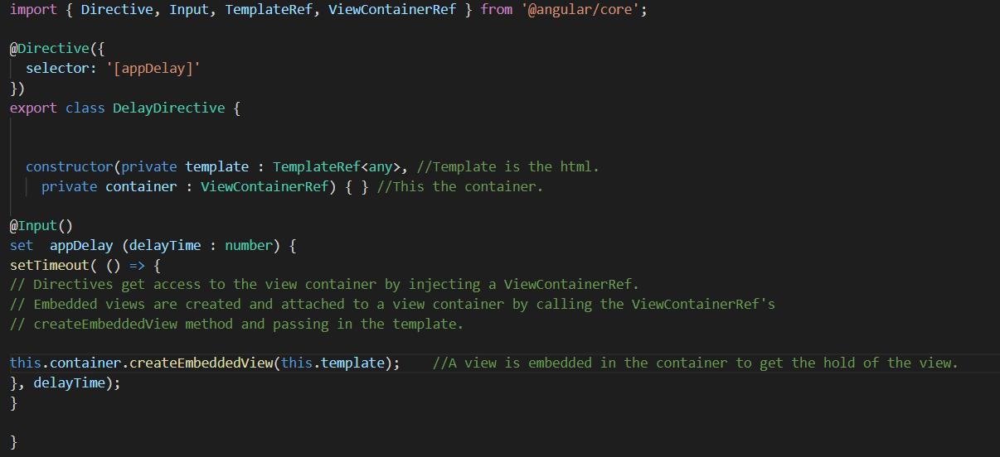 import { Directive, Input, TemplateRef, ViewContainerRef } from '@angular/core';
@Directive({
selector: '[appDelay]'
})
export class DelayDirective {
constructor(private template : TemplateRef<any>, //Template is the html.
private container : ViewContainerRef) { } //This the container.
@Input()
set  appDelay (delayTime : number) {
setTimeout( () => {
// Directives get access to the view container by injecting a ViewContainerRef.
// Embedded views are created and attached to a view container by calling the ViewContainerRef's
// createEmbeddedView method and passing in the template.
this.container.createEmbeddedView(this.template);    //A view is embedded in the container to get the hold of the view.
}, delayTime);
}
}